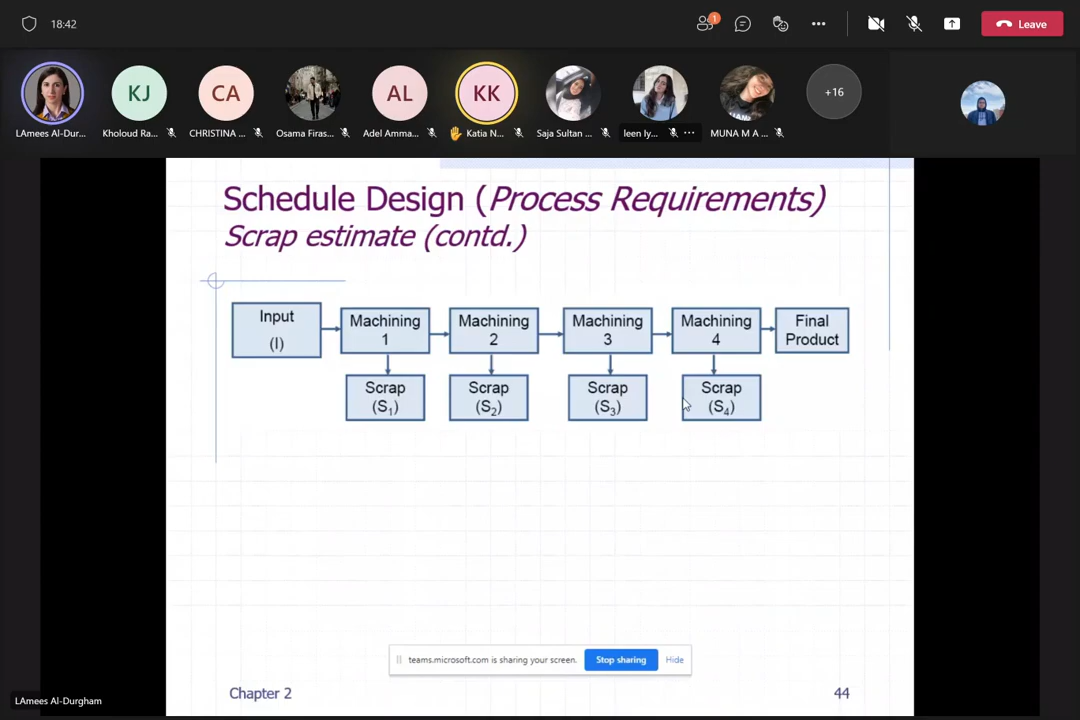 18:42
1
Leave
KJ
CA
AL
KK
+16
LAmees Al-Dur...
Kholoud Ra...
CHRISTINA ...
Osama Firas...
Adel Amma...
Katia N...
Saja Sultan ...
leen Iy...
MUNA M A ...
Schedule Design (Process Requirements)
Scrap estimate (contd.)
Input
(I)
Machining
1
Machining
2
Machining
3
Machining
4
Final
Product
Scrap
(S1)
Scrap
(S2)
Scrap
(S3)
Scrap
(S4)
teams.microsoft.com is sharing your screen.
Stop sharing
Hide
Chapter 2
44
LAmees Al-Durgham